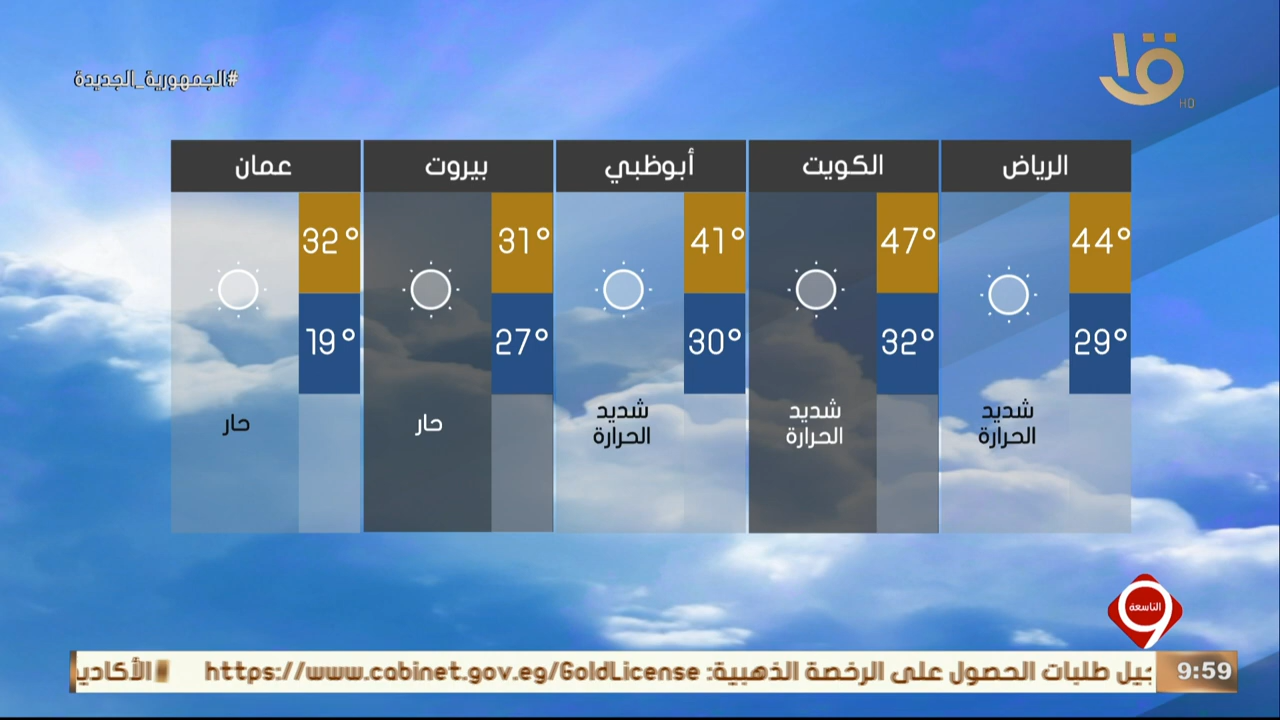 #الجمهورية_الجديدة
HD
الرياض
44°
29°
شديد
الحرارة
الكويت
47°
32°
شديد
الحرارة
أبوظبي
41°
30°
شديد
الحرارة
بيروت
31°
27°
حار
عمان
32°
19°
حار
التاسعة
9
9:59
طلبات الحصول على الرخصة الذهبية: https://www.cabinet.gov.eg/GoldLicense